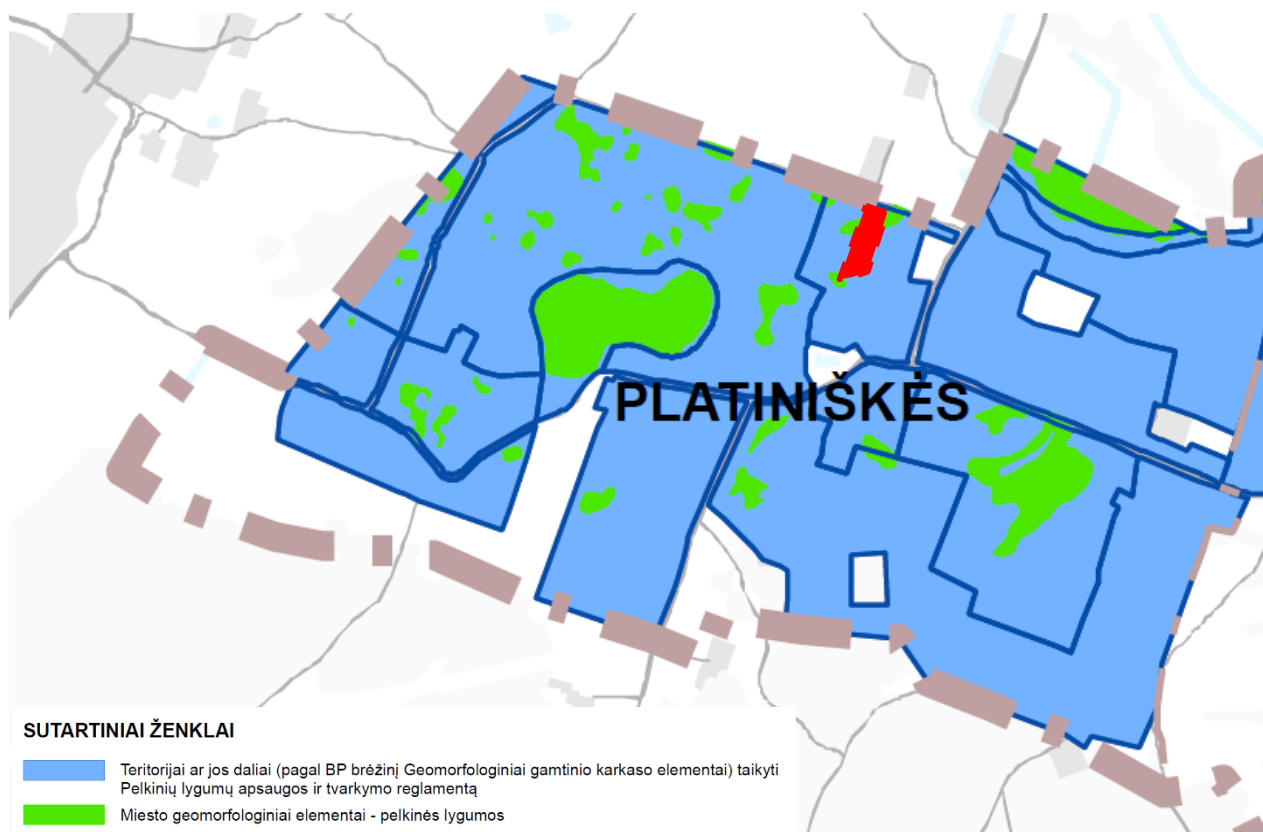 PLATINIŠKĖS
SUTARTINIAI ŽENKLAI
Teritorijai ar jos daliai (pagal BP brėžinį Geomorfologiniai gamtinio karkaso elementai) taikyti
Pelkinių lygumų apsaugos ir tvarkymo reglamentą
Miesto geomorfologiniai elementai - pelkinės lygumos